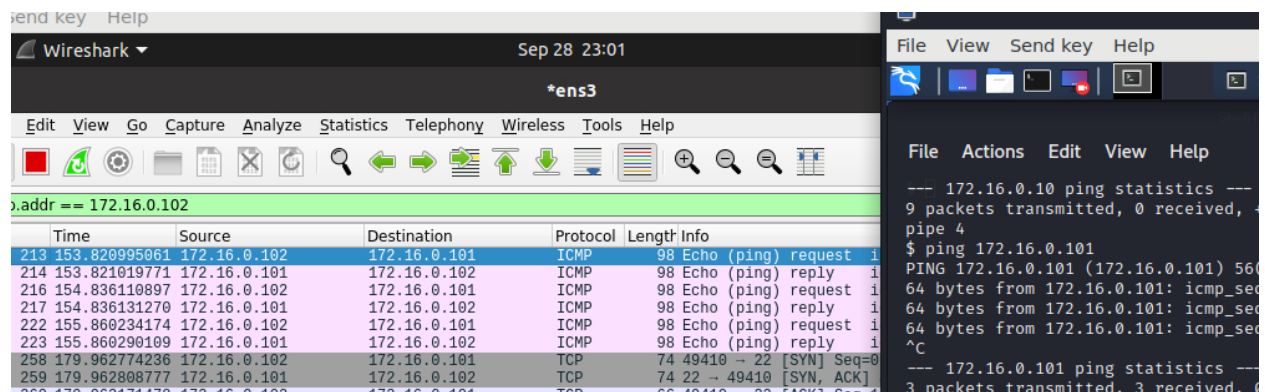 Send key Help
Wireshark
Sep 28 23:01
*ens3
Edit View Go Capture Analyze Statistics Telephony Wireless Tools Help
.addr == 172.16.0.102
Time Source Destination Protocol Length Info
213 153.820995061 172.16.0.102 172.16.0.101 ICMP 98 Echo (ping) request i
214 153.821019771 172.16.0.101 172.16.0.102 ICMP 98 Echo (ping) reply i
216 154.836110897 172.16.0.102 172.16.0.101 ICMP 98 Echo (ping) request i
217 154.836131270 172.16.0.101 172.16.0.102 ICMP 98 Echo (ping) reply i
222 155.860234174 172.16.0.102 172.16.0.101 ICMP 98 Echo (ping) request i
223 155.860290109 172.16.0.101 172.16.0.102 ICMP 98 Echo (ping) reply i
258 179.962774236 172.16.0.102 172.16.0.101 TCP 74 49410 → 22 [SYN] Seq=0
259 179.962808777 172.16.0.101 172.16.0.102 TCP 74 22 → 49410 [SYN, ACK]
File View Send key Help
File Actions Edit View Help
--- 172.16.0.10 ping statistics ---
9 packets transmitted, 0 received, +
pipe 4
$ ping 172.16.0.101
PING 172.16.0.101 (172.16.0.101) 56(
64 bytes from 172.16.0.101: icmp_seq
64 bytes from 172.16.0.101: icmp_seq
64 bytes from 172.16.0.101: icmp_seq
^C
--- 172.16.0.101 ping statistics ---
3 packets transmitted, 3 received, 0